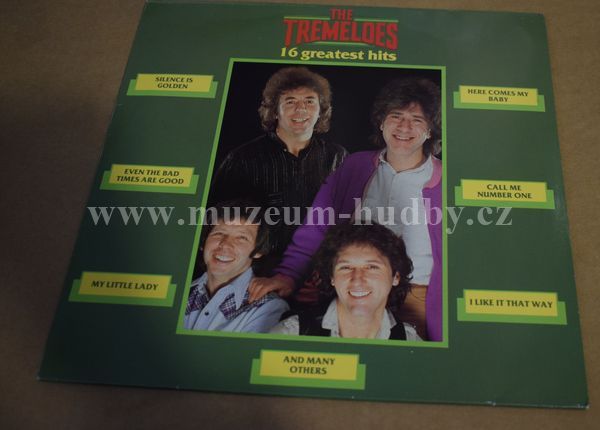 THE
TREMELOES
16 greatest hits
SILENCE IS
GOLDEN
HERE COMES MY
BABY
EVEN THE BAD
TIMES ARE GOOD
CALL ME
NUMBER ONE
www.muzeum-hudby.cz
MY LITTLE LADY
I LIKE IT THAT WAY
AND MANY
OTHERS